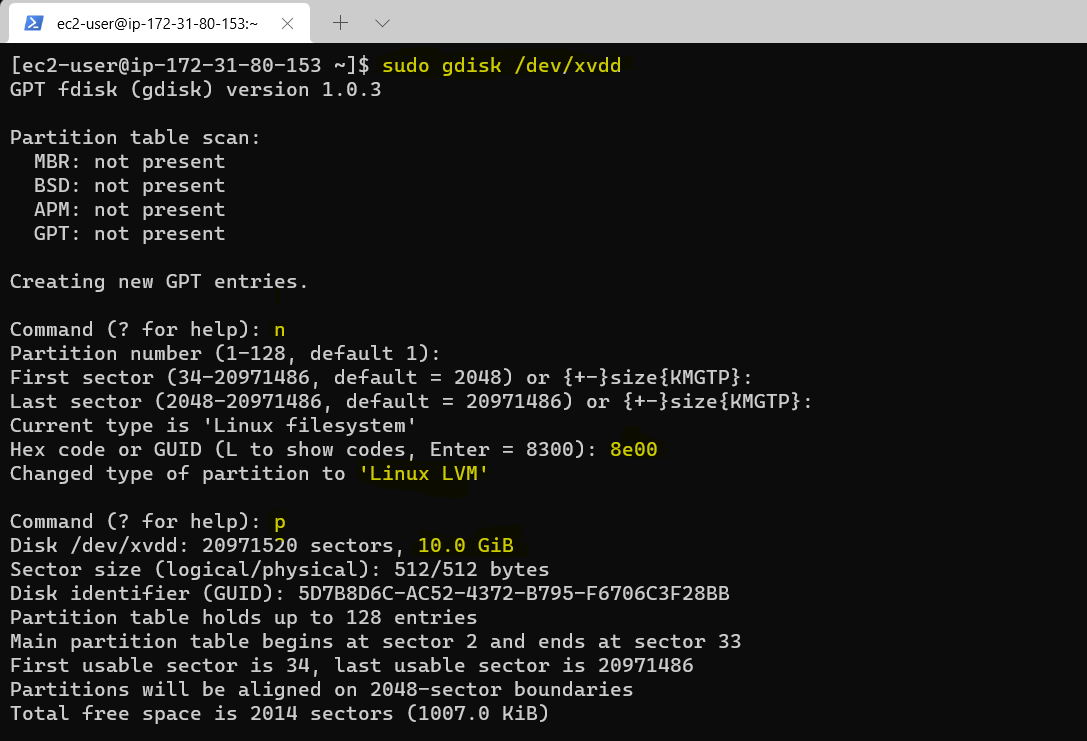 ec2-user@ip-172-31-80-153:~
[ec2-user@ip-172-31-80-153 ~]$ sudo gdisk /dev/xvdd
GPT fdisk (gdisk) version 1.0.3
Partition table scan:
  MBR: not present
  BSD: not present
  APM: not present
  GPT: not present
Creating new GPT entries.
Command (? for help): n
Partition number (1-128, default 1):
First sector (34-20971486, default = 2048) or {+-}size{KMGTP}:
Last sector (2048-20971486, default = 20971486) or {+-}size{KMGTP}:
Current type is 'Linux filesystem'
Hex code or GUID (L to show codes, Enter = 8300): 8e00
Changed type of partition to 'Linux LVM'
Command (? for help): p
Disk /dev/xvdd: 20971520 sectors, 10.0 GiB
Sector size (logical/physical): 512/512 bytes
Disk identifier (GUID): 5D7B8D6C-AC52-4372-B795-F6706C3F28BB
Partition table holds up to 128 entries
Main partition table begins at sector 2 and ends at sector 33
First usable sector is 34, last usable sector is 20971486
Partitions will be aligned on 2048-sector boundaries
Total free space is 2014 sectors (1007.0 KiB)